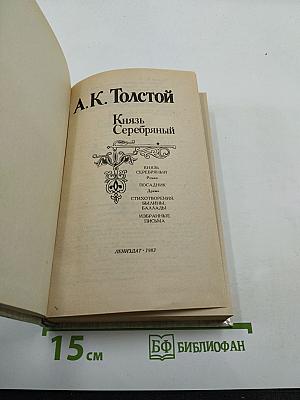 А.К. Толстой
Князь
Серебряный
КНЯЗЬ
СЕРЕБРЯНЫЙ
Роман
ПОСАДНИК
Драма
СТИХОТВОРЕНИЯ,
БЫЛИНЫ,
БАЛЛАДЫ
ИЗБРАННЫЕ
ПИСЬМА
ЛЕНИЗДАТ • 1983
15 см
БФ БИБЛИОФАН